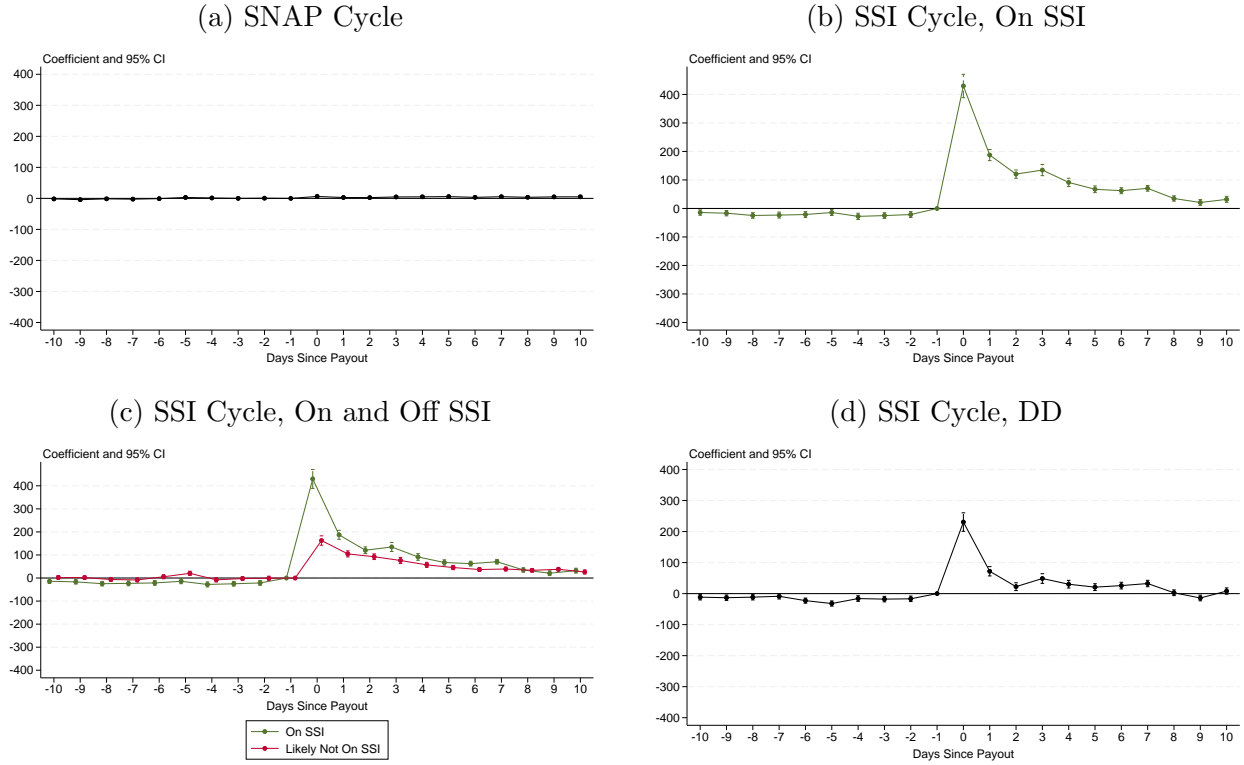 (a) SNAP Cycle
Coefficient and 95% CI
400
300
200
100
0
-100
-200
-300
-400
-10 -9 -8 -7 -6 -5 -4 -3 -2 -1 0 1 2 3 4 5 6 7 8 9 10
Days Since Payout
(b) SSI Cycle, On SSI
Coefficient and 95% CI
400
300
200
100
0
-100
-200
-300
-400
-10 -9 -8 -7 -6 -5 -4 -3 -2 -1 0 1 2 3 4 5 6 7 8 9 10
Days Since Payout
(c) SSI Cycle, On and Off SSI
Coefficient and 95% CI
400
300
200
100
0
-100
-200
-300
-400
-10 -9 -8 -7 -6 -5 -4 -3 -2 -1 0 1 2 3 4 5 6 7 8 9 10
Days Since Payout
On SSI
Likely Not On SSI
(d) SSI Cycle, DD
Coefficient and 95% CI
400
300
200
100
0
-100
-200
-300
-400
-10 -9 -8 -7 -6 -5 -4 -3 -2 -1 0 1 2 3 4 5 6 7 8 9 10
Days Since Payout